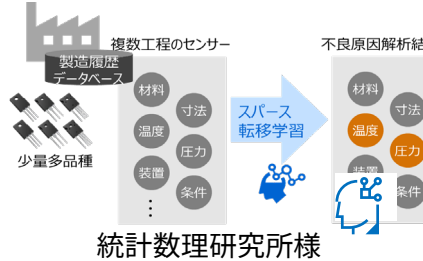 複数工程のセンサー
不良原因解析結
製造履歴
データベース
材料
寸法
温度
圧力
装置
条件
⋮
少量多品種
スパース
転移学習
材料
寸法
温度
圧力
装置
条件
統計数理研究所様